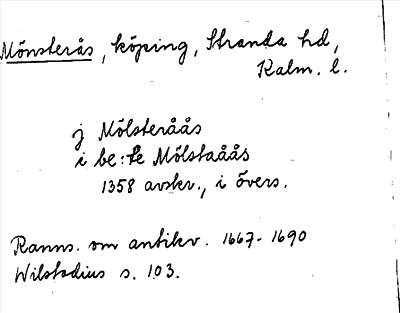 Mönsterås, köping, Stranda hd,
Kalm. l.
j Mölsteråås
i be:te Mölstaåås
1358 avskr., i övers.
Ranns. om antikv. 1667-1690
Wilstadius s. 103.